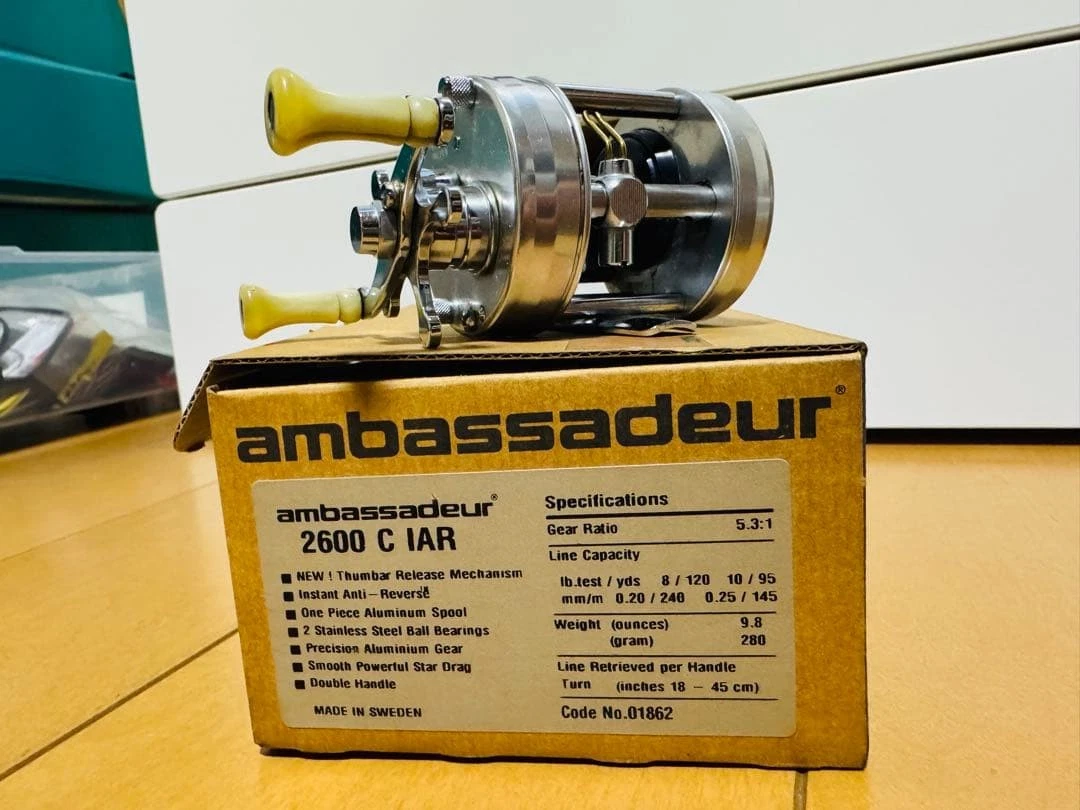 ambassadeur®
ambassadeur®
2600 C IAR
■ NEW ! Thumbar Release Mechanism
■ Instant Anti – Reverse
■ One Piece Aluminum Spool
■ 2 Stainless Steel Ball Bearings
■ Precision Aluminium Gear
■ Smooth Powerful Star Drag
■ Double Handle
MADE IN SWEDEN
Specifications
Gear Ratio 5.3:1
Line Capacity
lb.test / yds 8 / 120 10 / 95
mm/m 0.20 / 240 0.25 / 145
Weight (ounces) 9.8
(gram) 280
Line Retrieved per Handle
Turn (inches 18 – 45 cm)
Code No.01862